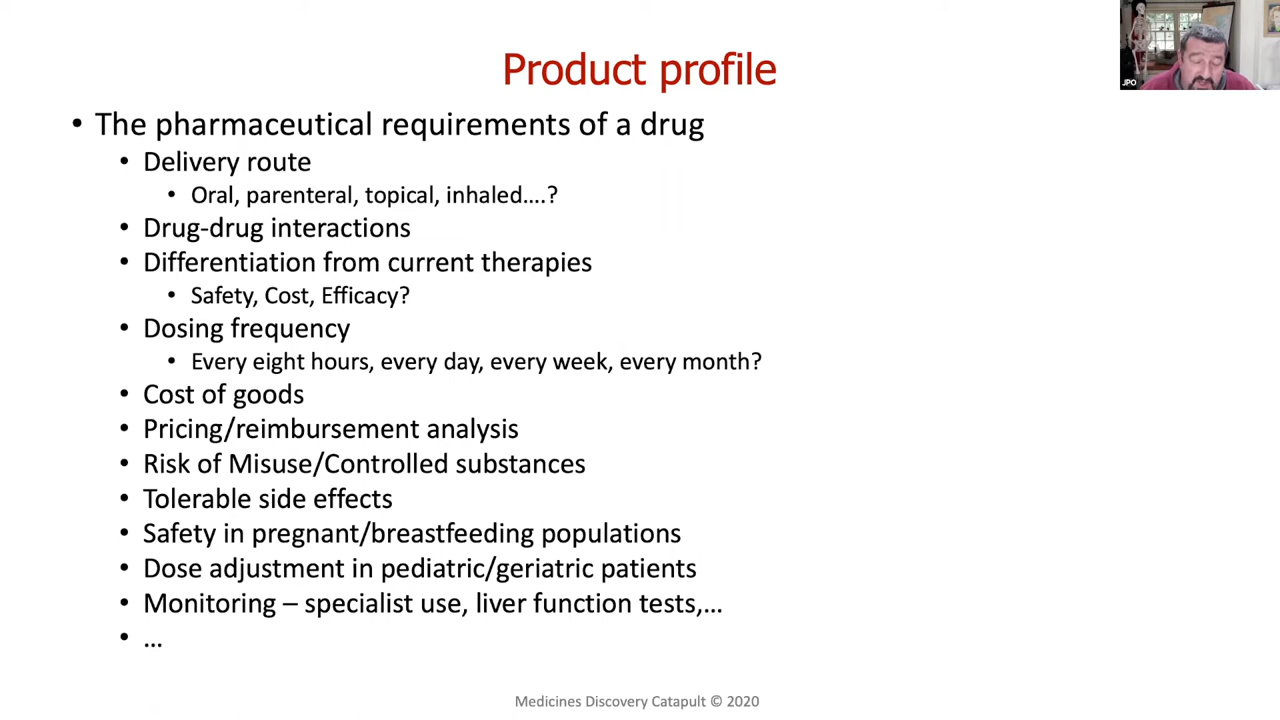 Product profile
JPO
• The pharmaceutical requirements of a drug
• Delivery route
• Oral, parenteral, topical, inhaled....?
• Drug-drug interactions
• Differentiation from current therapies
• Safety, Cost, Efficacy?
• Dosing frequency
• Every eight hours, every day, every week, every month?
• Cost of goods
• Pricing/reimbursement analysis
• Risk of Misuse/Controlled substances
• Tolerable side effects
• Safety in pregnant/breastfeeding populations
• Dose adjustment in pediatric/geriatric patients
• Monitoring – specialist use, liver function tests,...
• ...
Medicines Discovery Catapult © 2020